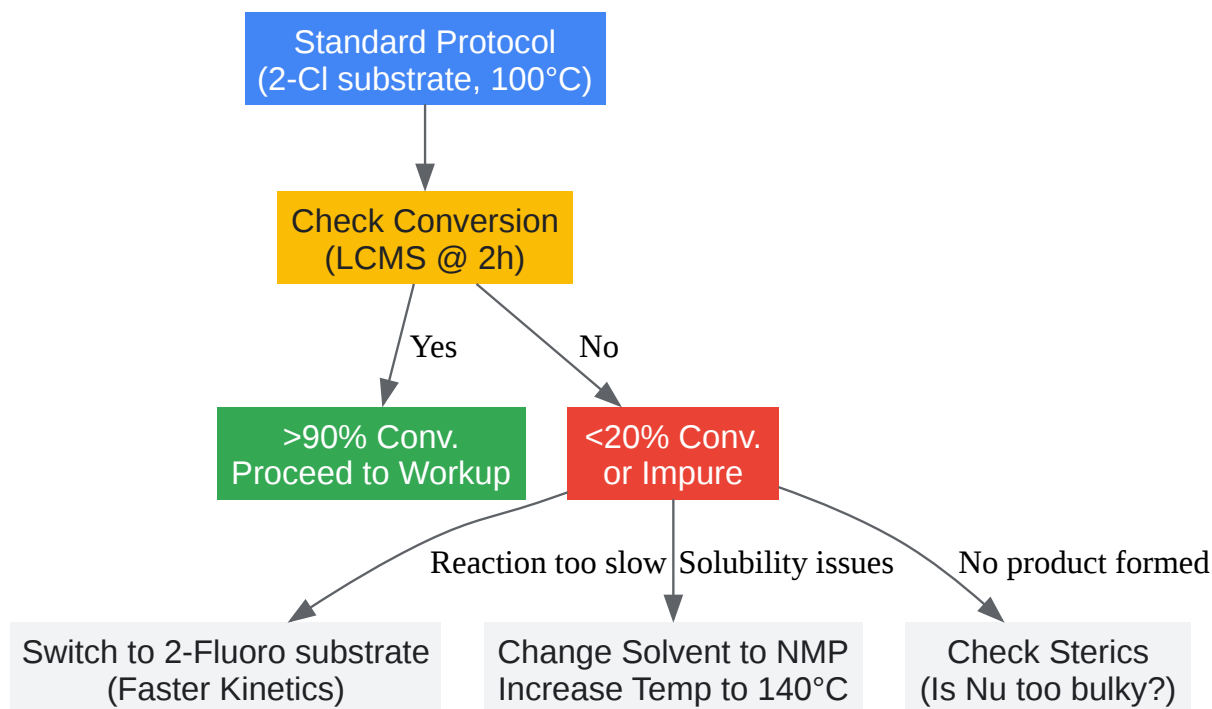 Standard Protocol
(2-Cl substrate, 100°C)
Check Conversion
(LCMS @ 2h)
Yes
No
>90% Conv.
Proceed to Workup
<20% Conv.
or Impure
Reaction too slow
Solubility issues
No product formed
Switch to 2-Fluoro substrate
(Faster Kinetics)
Change Solvent to NMP
Increase Temp to 140°C
Check Sterics
(Is Nu too bulky?)